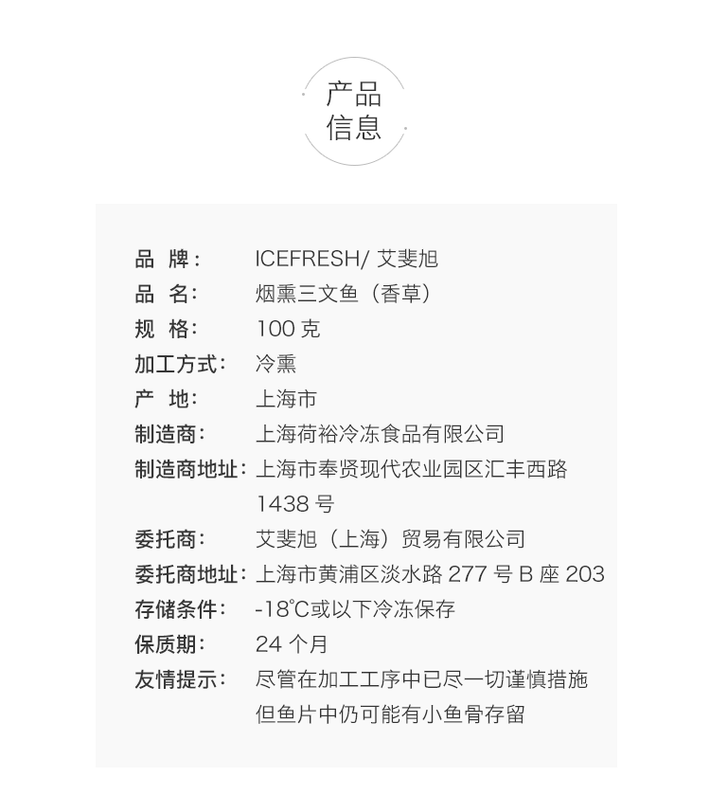 产品
信息
品 牌: ICEFRESH/ 艾斐旭
品 名: 烟熏三文鱼（香草）
规 格: 100 克
加工方式: 冷熏
产 地: 上海市
制造商: 上海荷裕冷冻食品有限公司
制造商地址: 上海市奉贤现代农业园区汇丰西路
1438 号
委托商: 艾斐旭（上海）贸易有限公司
委托商地址: 上海市黄浦区淡水路 277 号 B 座 203
存储条件: -18℃或以下冷冻保存
保质期: 24 个月
友情提示: 尽管在加工工序中已尽一切谨慎措施
但鱼片中仍可能有小鱼骨存留